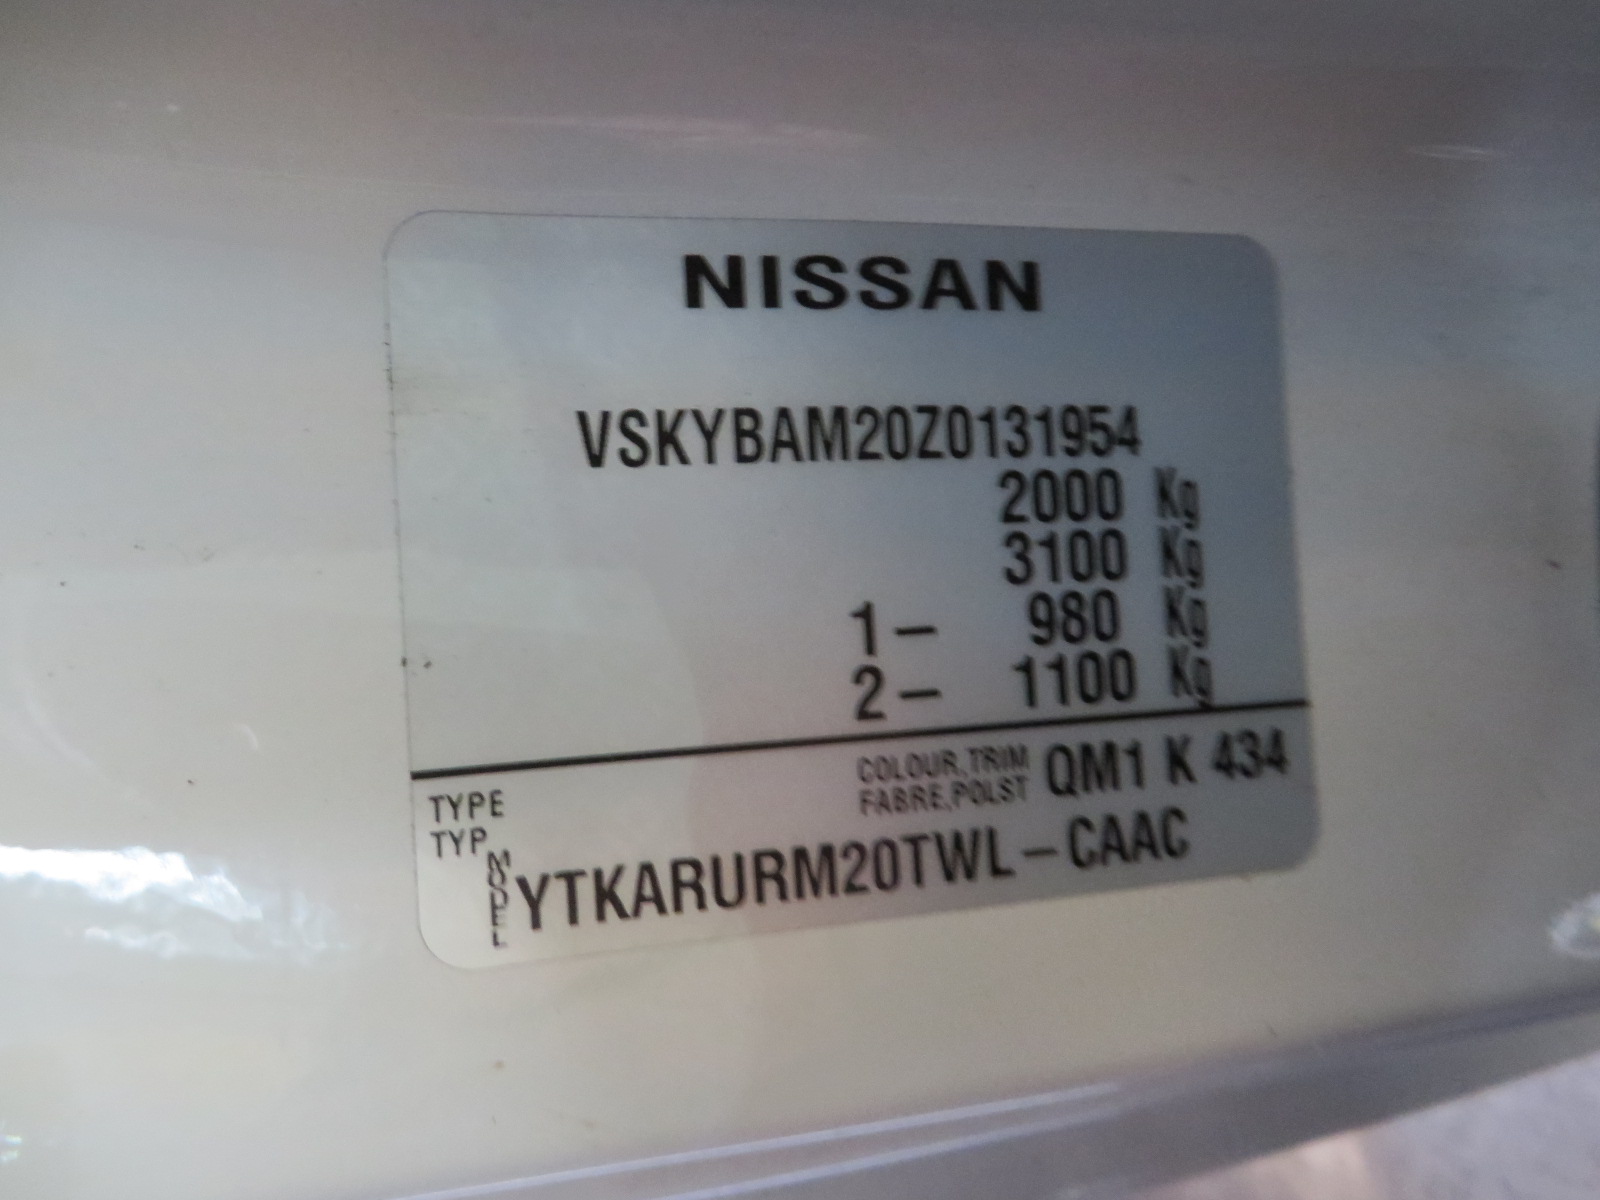 NISSAN
VSKYBAM20Z0131954
2000 Kg
3100 Kg
1– 980 Kg
2– 1100 Kg
COLOUR,TRIM QM1 K 434
FABRE,POLST
TYPE
TYP
MODEL YTKARURM20TWL–CAAC